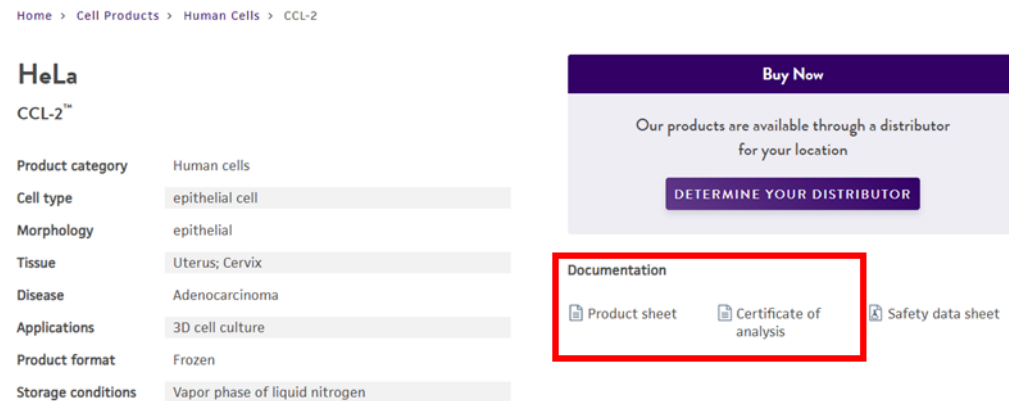 Home > Cell Products > Human Cells > CCL-2
HeLa
CCL-2™
Product category Human cells
Cell type epithelial cell
Morphology epithelial
Tissue Uterus; Cervix
Disease Adenocarcinoma
Applications 3D cell culture
Product format Frozen
Storage conditions Vapor phase of liquid nitrogen
Buy Now
Our products are available through a distributor
for your location
DETERMINE YOUR DISTRIBUTOR
Documentation
Product sheet
Certificate of
analysis
Safety data sheet